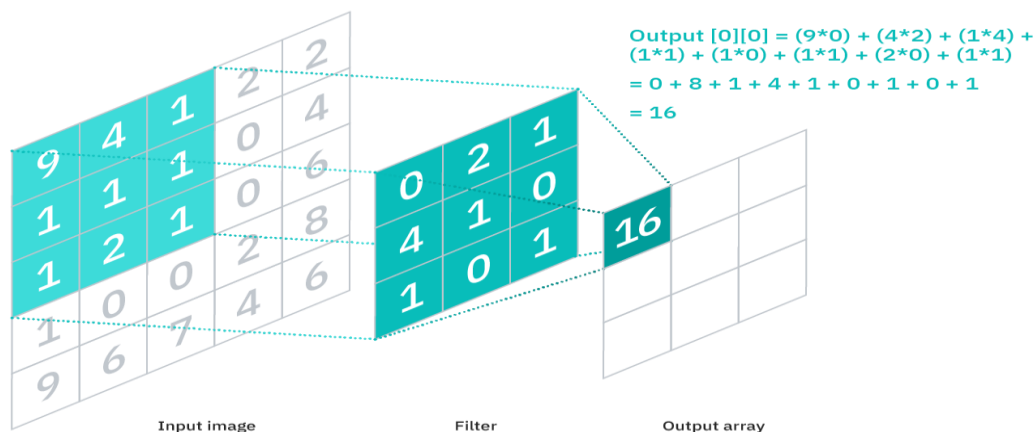 Output [0][0] = (9*0) + (4*2) + (1*4) +
(1*1) + (1*0) + (1*1) + (2*0) + (1*1)
= 0 + 8 + 1 + 4 + 1 + 0 + 1 + 0 + 1
= 16
9 4 1 2 2
1 1 1 0 4
1 2 1 0 6
1 0 0 2 8
9 6 7 4 6
0 2 1
4 1 0
1 0 1
16
Input image
Filter
Output array